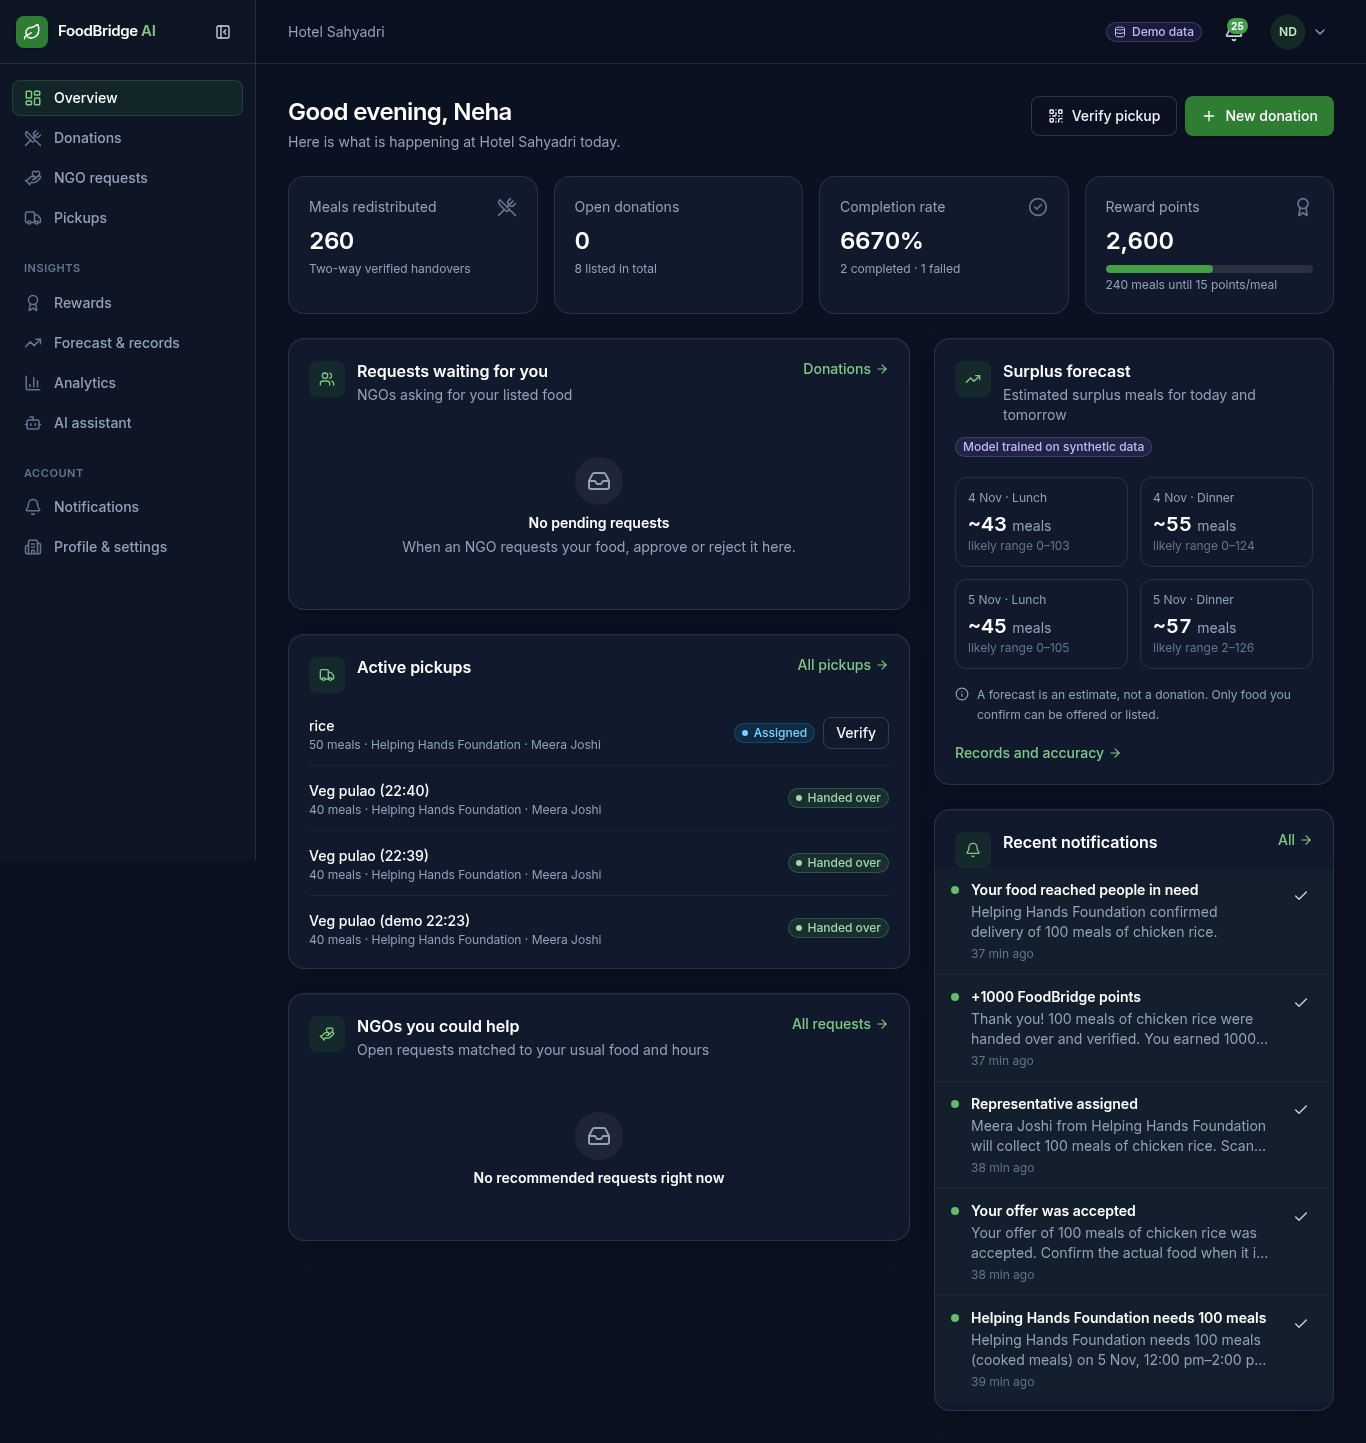 FoodBridge AI
Overview
Donations
NGO requests
Pickups
INSIGHTS
Rewards
Forecast & records
Analytics
AI assistant
ACCOUNT
Notifications
Profile & settings
Hotel Sahyadri
Demo data
25
ND
Good evening, Neha
Here is what is happening at Hotel Sahyadri today.
Verify pickup
New donation
Meals redistributed
260
Two-way verified handovers
Open donations
0
8 listed in total
Completion rate
6670%
2 completed · 1 failed
Reward points
2,600
240 meals until 15 points/meal
Requests waiting for you
NGOs asking for your listed food
Donations
No pending requests
When an NGO requests your food, approve or reject it here.
Active pickups
All pickups
rice
50 meals · Helping Hands Foundation · Meera Joshi
Assigned
Verify
Veg pulao (22:40)
40 meals · Helping Hands Foundation · Meera Joshi
Handed over
Veg pulao (22:39)
40 meals · Helping Hands Foundation · Meera Joshi
Handed over
Veg pulao (demo 22:23)
40 meals · Helping Hands Foundation · Meera Joshi
Handed over
NGOs you could help
Open requests matched to your usual food and hours
All requests
No recommended requests right now
Surplus forecast
Estimated surplus meals for today and
tomorrow
Model trained on synthetic data
4 Nov · Lunch
~43 meals
likely range 0–103
4 Nov · Dinner
~55 meals
likely range 0–124
5 Nov · Lunch
~45 meals
likely range 0–105
5 Nov · Dinner
~57 meals
likely range 2–126
A forecast is an estimate, not a donation. Only food you
confirm can be offered or listed.
Records and accuracy
Recent notifications
All
Your food reached people in need
Helping Hands Foundation confirmed
delivery of 100 meals of chicken rice.
37 min ago
+1000 FoodBridge points
Thank you! 100 meals of chicken rice were
handed over and verified. You earned 1000...
37 min ago
Representative assigned
Meera Joshi from Helping Hands Foundation
will collect 100 meals of chicken rice. Scan...
38 min ago
Your offer was accepted
Your offer of 100 meals of chicken rice was
accepted. Confirm the actual food when it i...
38 min ago
Helping Hands Foundation needs 100 meals
Helping Hands Foundation needs 100 meals
(cooked meals) on 5 Nov, 12:00 pm–2:00 p...
39 min ago